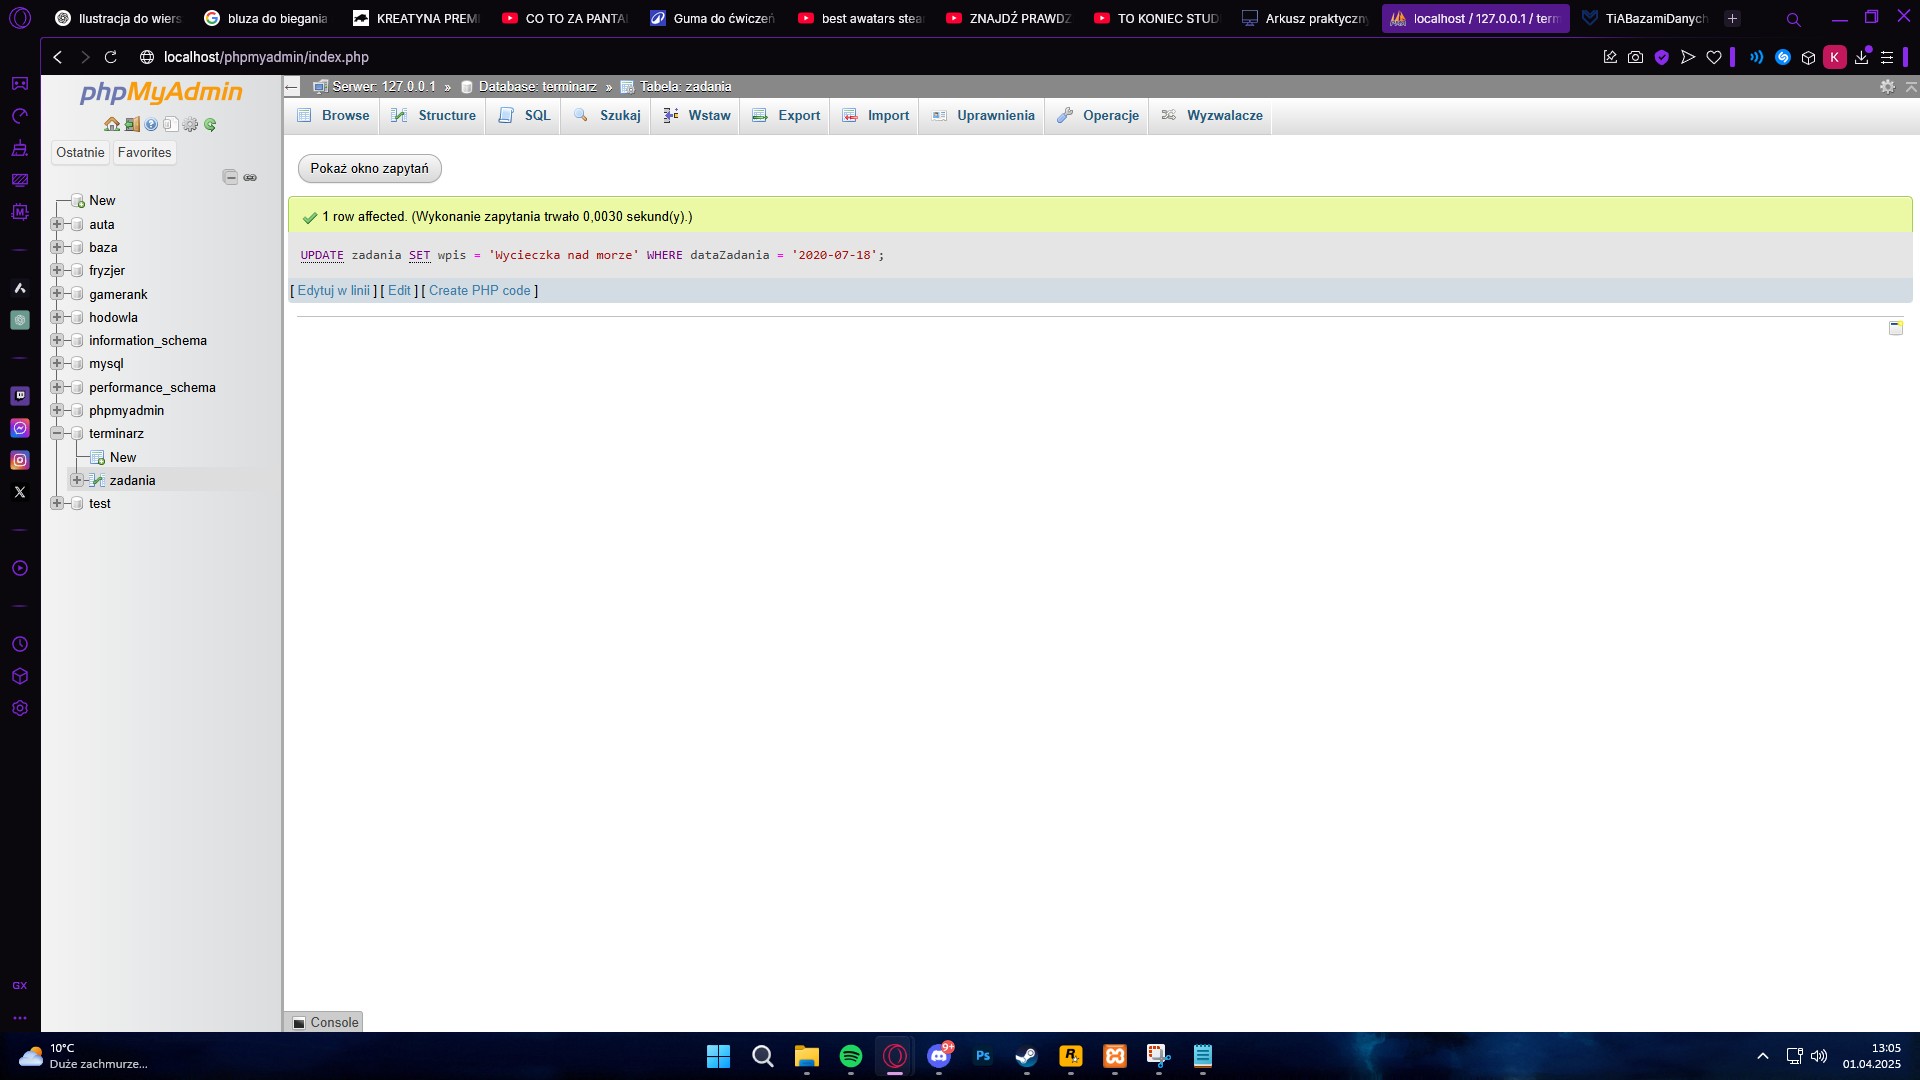 Ilustracja do wiers
bluza do biegania
KREATYNA PREMI
CO TO ZA PANTA
Guma do ćwiczeń
best awatars stea
ZNAJDŹ PRAWDZ
TO KONIEC STUD
Arkusz praktyczny
localhost / 127.0.0.1 / term
TiABazamiDanych
localhost/phpmyadmin/index.php
K
phpMyAdmin
Ostatnie
Favorites
New
auta
baza
fryzjer
gamerank
hodowla
information_schema
mysql
performance_schema
phpmyadmin
terminarz
New
zadania
test
Serwer: 127.0.0.1 » Database: terminarz » Tabela: zadania
Browse
Structure
SQL
Szukaj
Wstaw
Export
Import
Uprawnienia
Operacje
Wyzwalacze
Pokaż okno zapytań
1 row affected. (Wykonanie zapytania trwało 0,0030 sekund(y).)
UPDATE zadania SET wpis = 'Wycieczka nad morze' WHERE dataZadania = '2020-07-18';
[ Edytuj w linii ] [ Edit ] [ Create PHP code ]
Console
GX
10°C
Duże zachmurze...
9+
Ps
R
13:05
01.04.2025